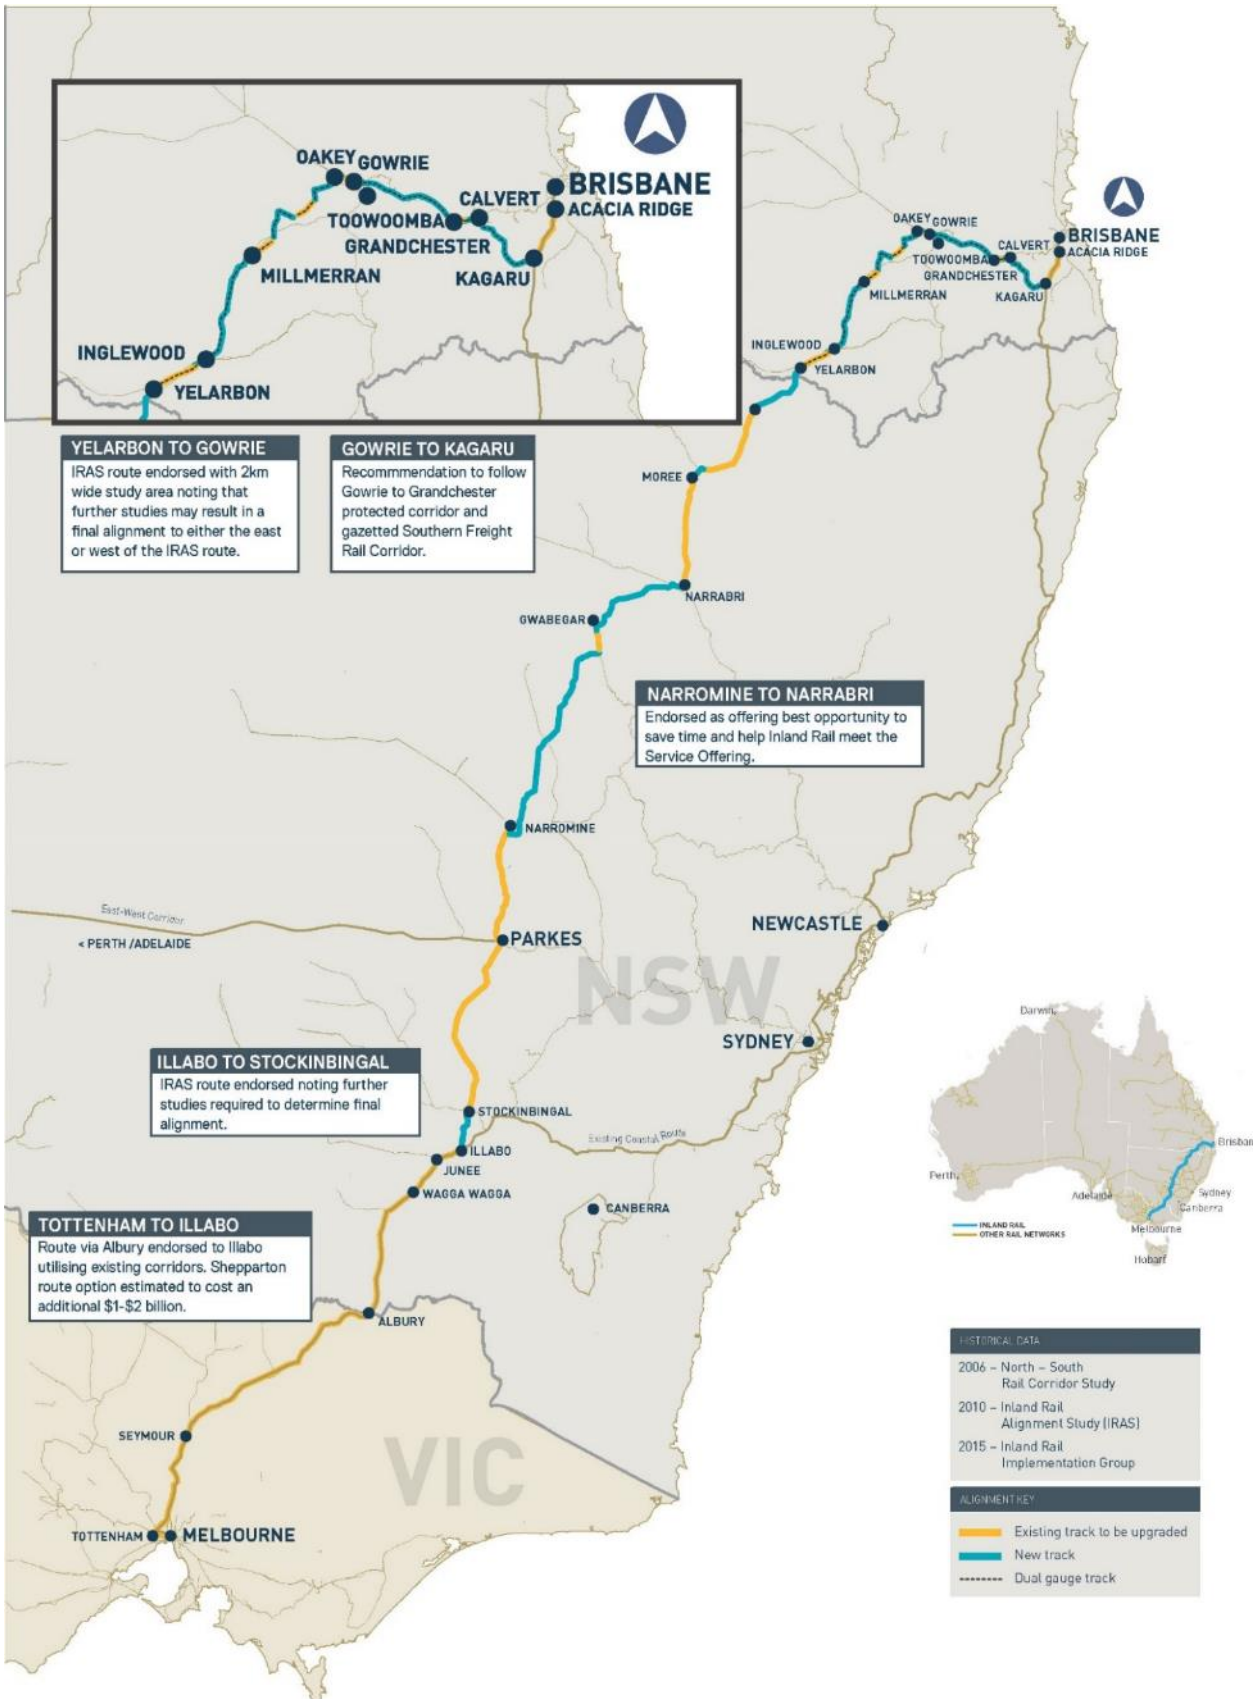 OAKEY
GOWRIE
BRISBANE
CALVERT
ACACIA RIDGE
TOOWOOMBA
GRANDCHESTER
MILLMERRAN
KAGARU
INGLEWOOD
YELARBON
OAKEY
GOWRIE
BRISBANE
CALVERT
ACACIA RIDGE
TOOWOOMBA
GRANDCHESTER
MILLMERRAN
KAGARU
INGLEWOOD
YELARBON
YELARBON TO GOWRIE
IRAS route endorsed with 2km
wide study area noting that
further studies may result in a
final alignment to either the east
or west of the IRAS route.
GOWRIE TO KAGARU
Recommmendation to follow
Gowrie to Grandchester
protected corridor and
gazetted Southern Freight
Rail Corridor.
MOREE
NARRABRI
GWABEGAR
NARROMINE TO NARRABRI
Endorsed as offering best opportunity to
save time and help Inland Rail meet the
Service Offering.
NARROMINE
East-West Corridor
< PERTH /ADELAIDE
PARKES
NEWCASTLE
NSW
SYDNEY
ILLABO TO STOCKINBINGAL
IRAS route endorsed noting further
studies required to determine final
alignment.
STOCKINBINGAL
Existing Coastal Route
ILLABO
JUNEE
WAGGA WAGGA
CANBERRA
TOTTENHAM TO ILLABO
Route via Albury endorsed to Illabo
utilising existing corridors. Shepparton
route option estimated to cost an
additional $1-$2 billion.
ALBURY
SEYMOUR
VIC
TOTTENHAM
MELBOURNE
Darwin
Brisban
Perth
Adelaide
Sydney
Canberra
Melbourne
Hobart
INLAND RAIL
OTHER RAIL NETWORKS
HISTORICAL DATA
2006 – North – South
Rail Corridor Study
2010 – Inland Rail
Alignment Study (IRAS)
2015 – Inland Rail
Implementation Group
ALIGNMENT KEY
Existing track to be upgraded
New track
Dual gauge track